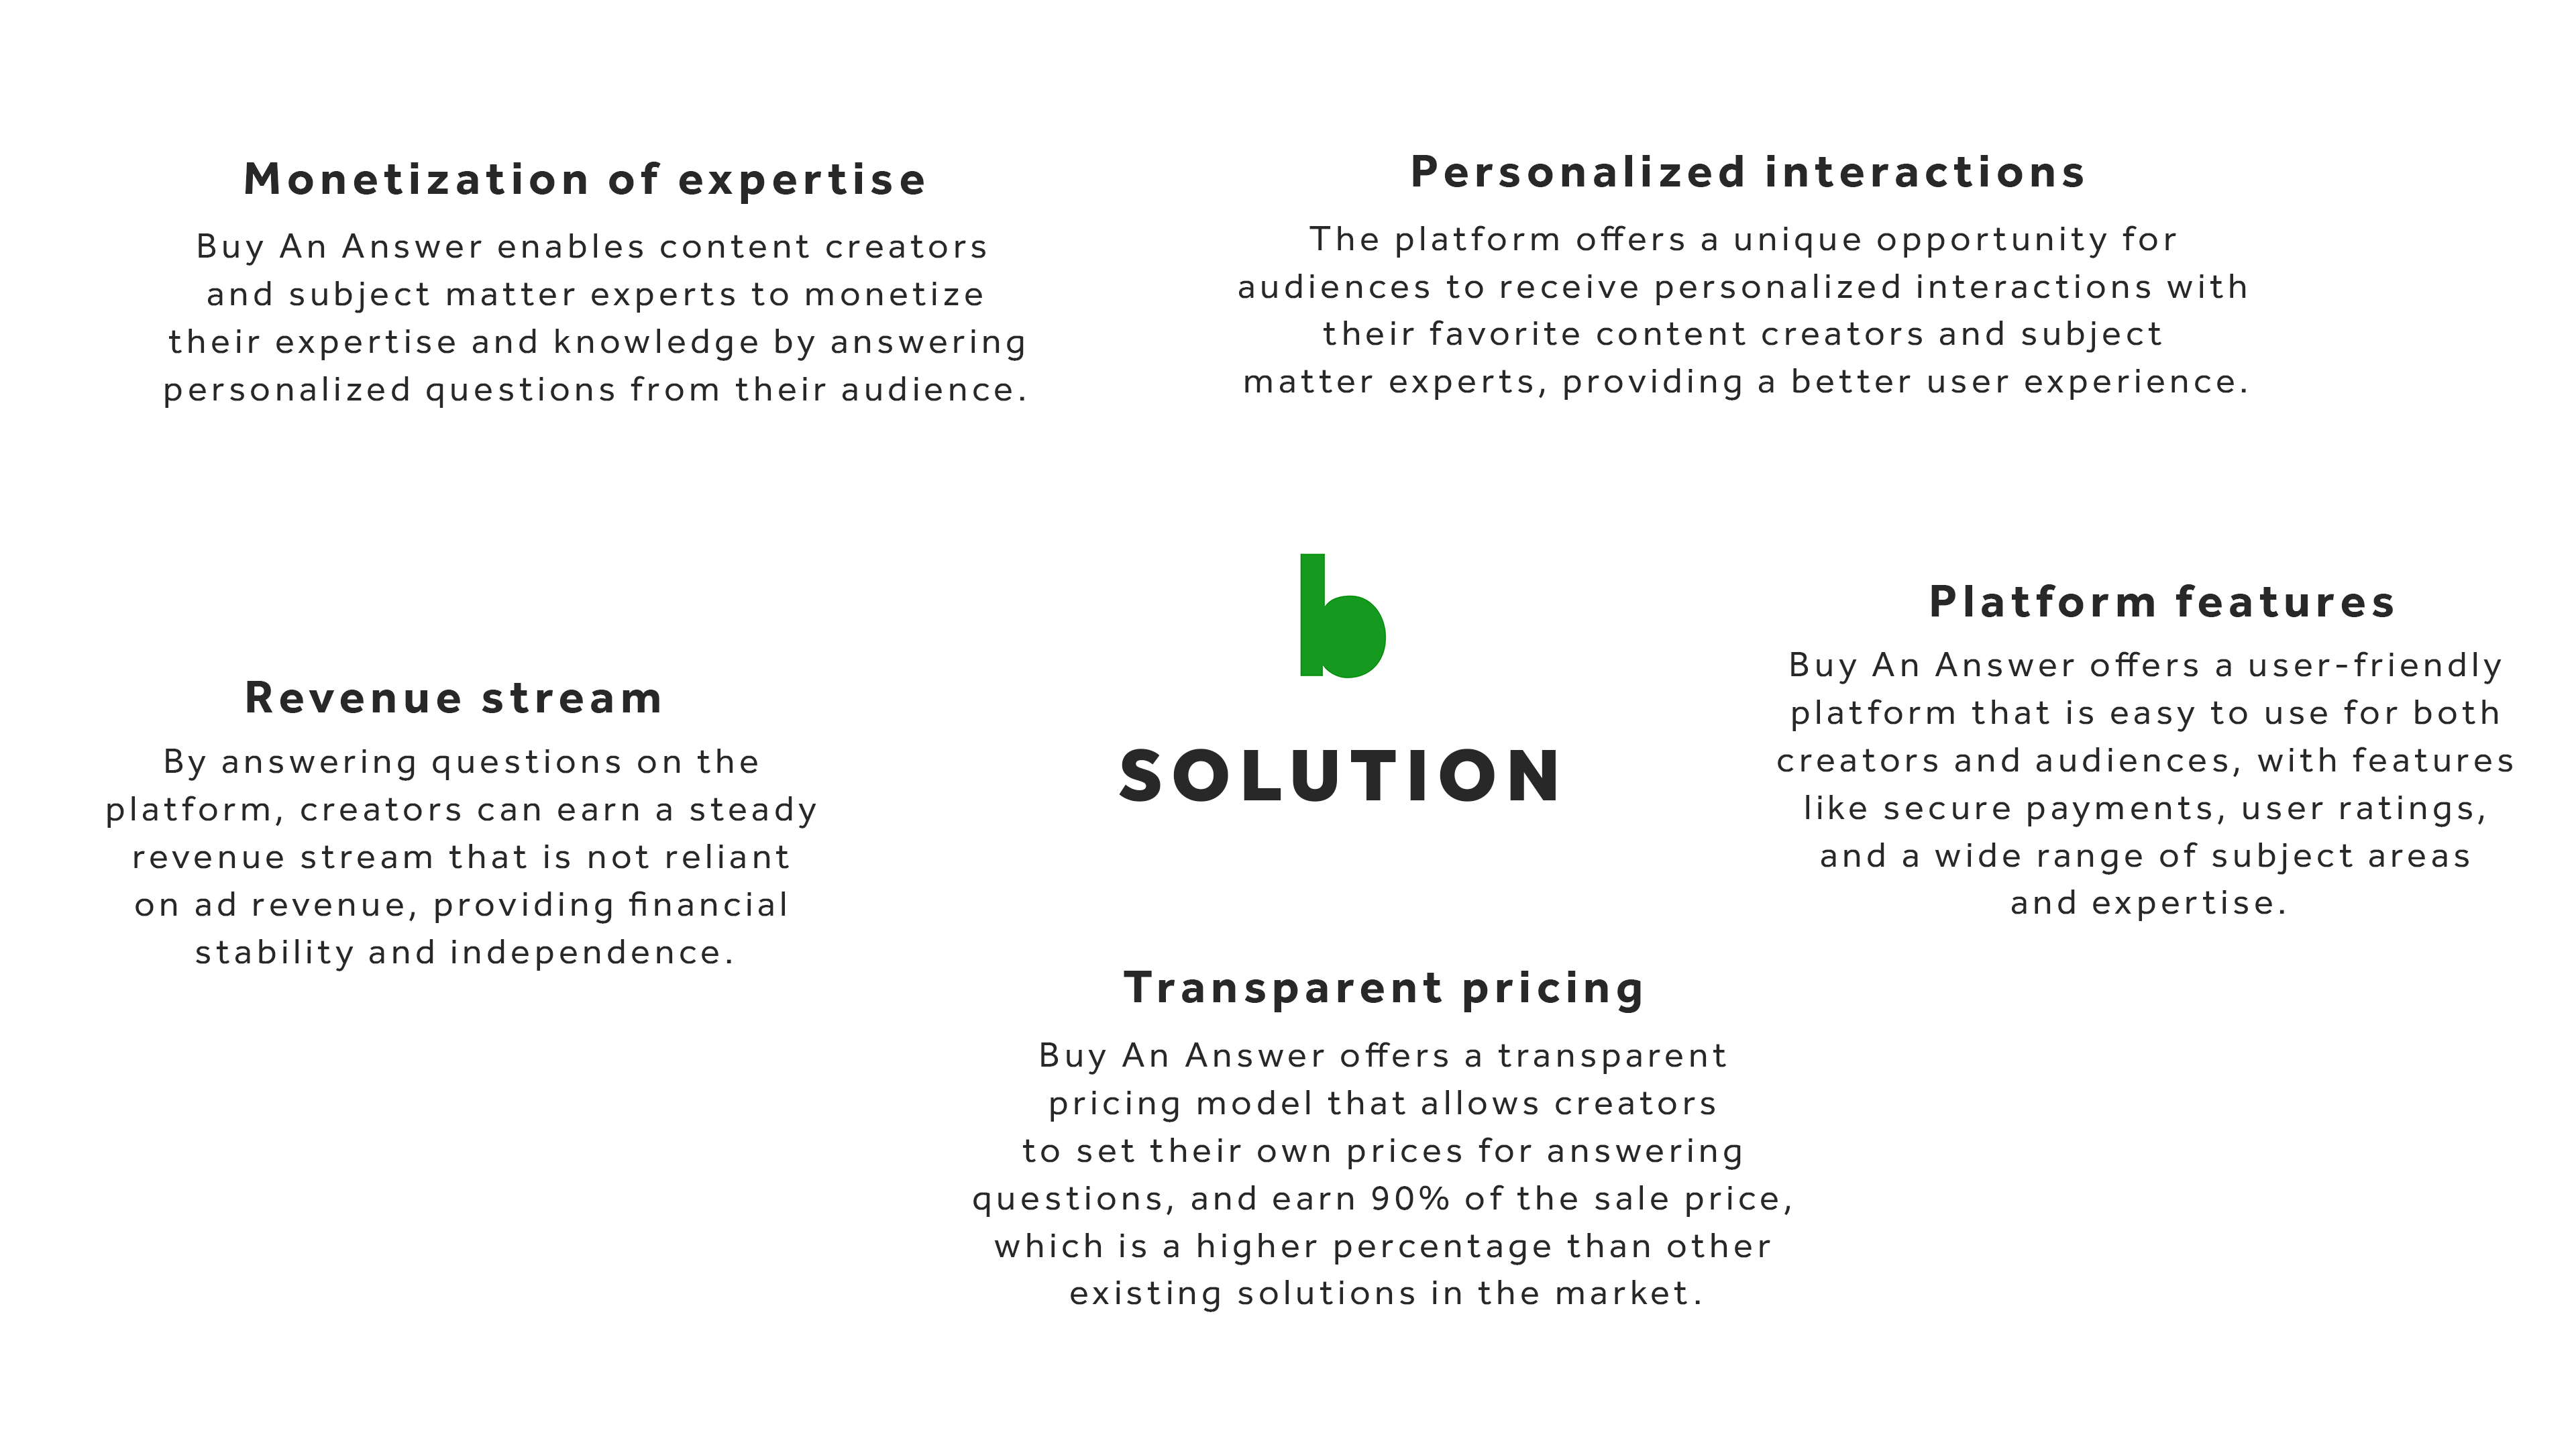 Monetization of expertise
Buy An Answer enables content creators
and subject matter experts to monetize
their expertise and knowledge by answering
personalized questions from their audience.
Personalized interactions
The platform offers a unique opportunity for
audiences to receive personalized interactions with
their favorite content creators and subject
matter experts, providing a better user experience.
b
SOLUTION
Platform features
Buy An Answer offers a user-friendly
platform that is easy to use for both
creators and audiences, with features
like secure payments, user ratings,
and a wide range of subject areas
and expertise.
Revenue stream
By answering questions on the
platform, creators can earn a steady
revenue stream that is not reliant
on ad revenue, providing financial
stability and independence.
Transparent pricing
Buy An Answer offers a transparent
pricing model that allows creators
to set their own prices for answering
questions, and earn 90% of the sale price,
which is a higher percentage than other
existing solutions in the market.